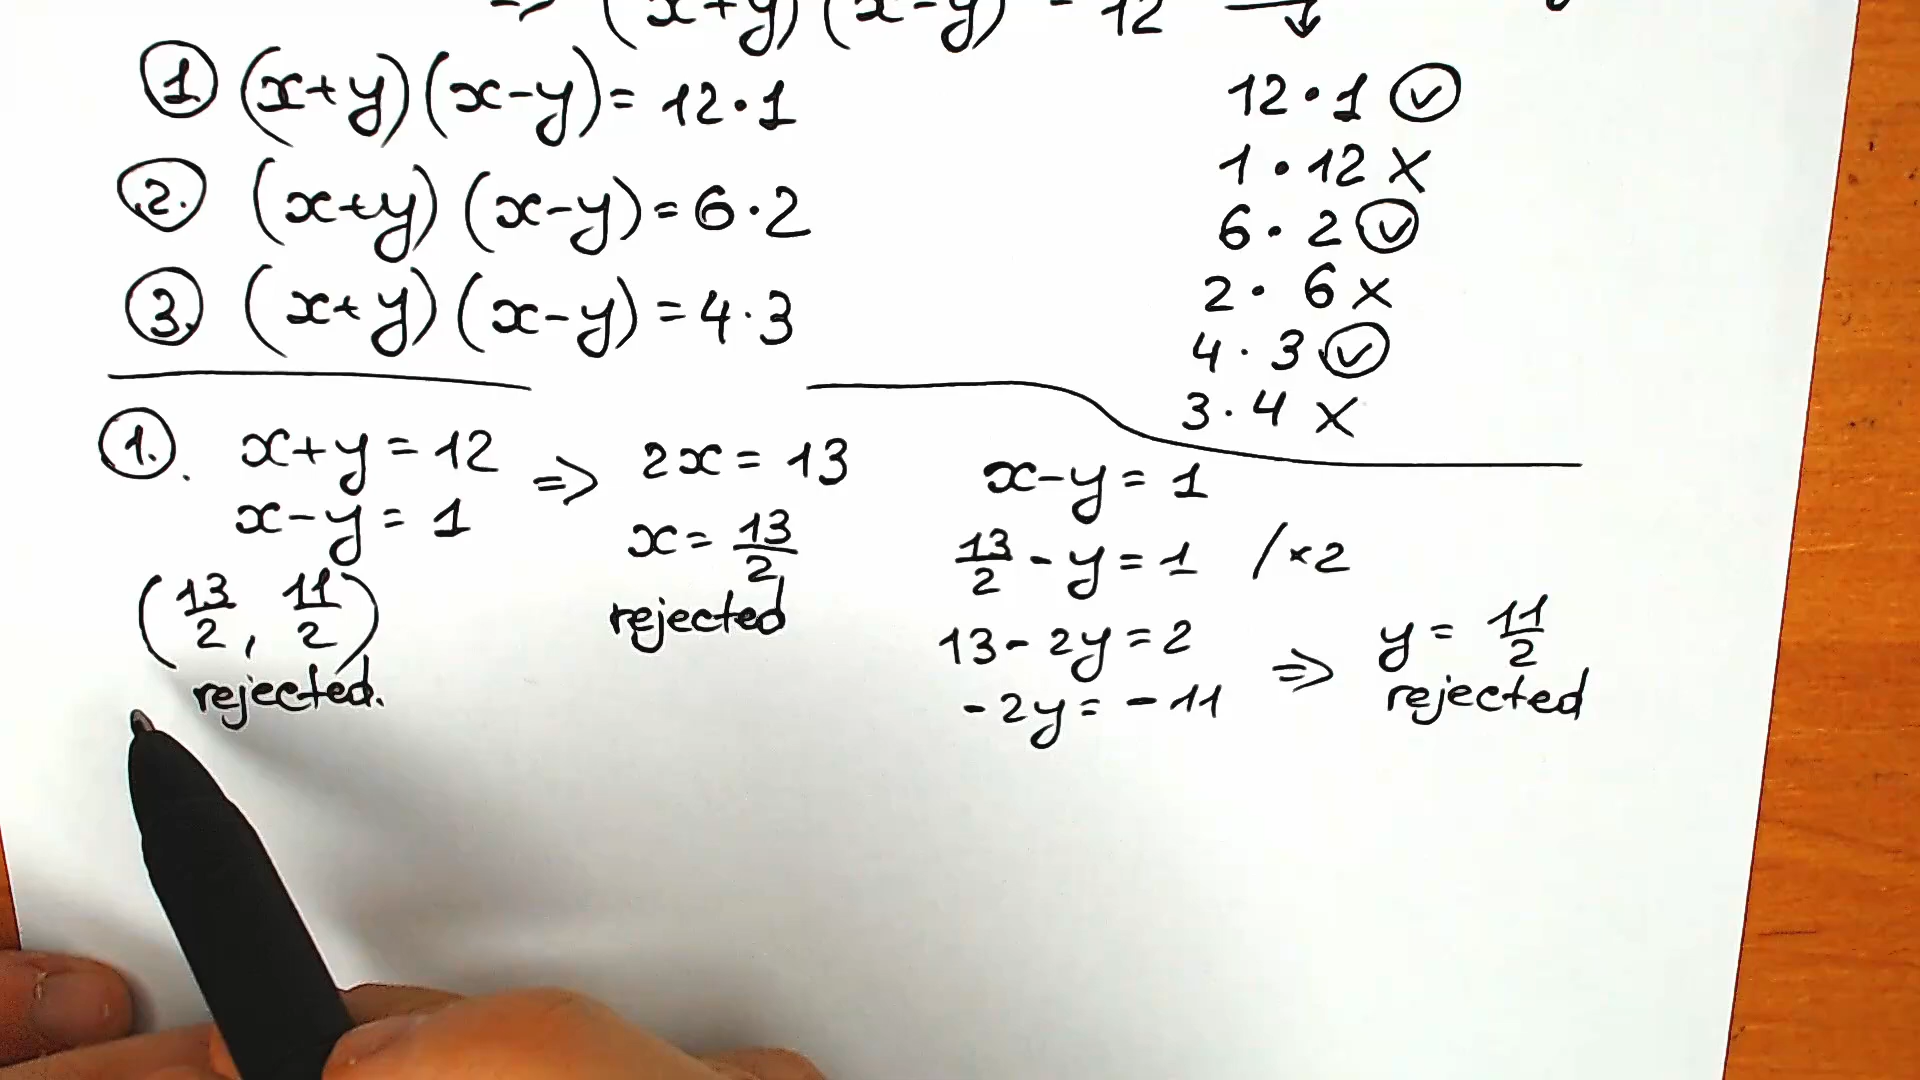 => (x+y)(x-y) = 12
① (x+y)(x-y) = 12·1
②. (x+y)(x-y) = 6·2
③. (x+y)(x-y) = 4·3
12·1 ✓
1·12 X
6·2 ✓
2·6 X
4·3 ✓
3·4 X
①. x+y = 12
x-y = 1
=> 2x = 13
x = 13/2
rejected
x-y = 1
13/2 - y = 1 /×2
13 - 2y = 2
-2y = -11
=> y = 11/2
rejected
(13/2, 11/2)
rejected.